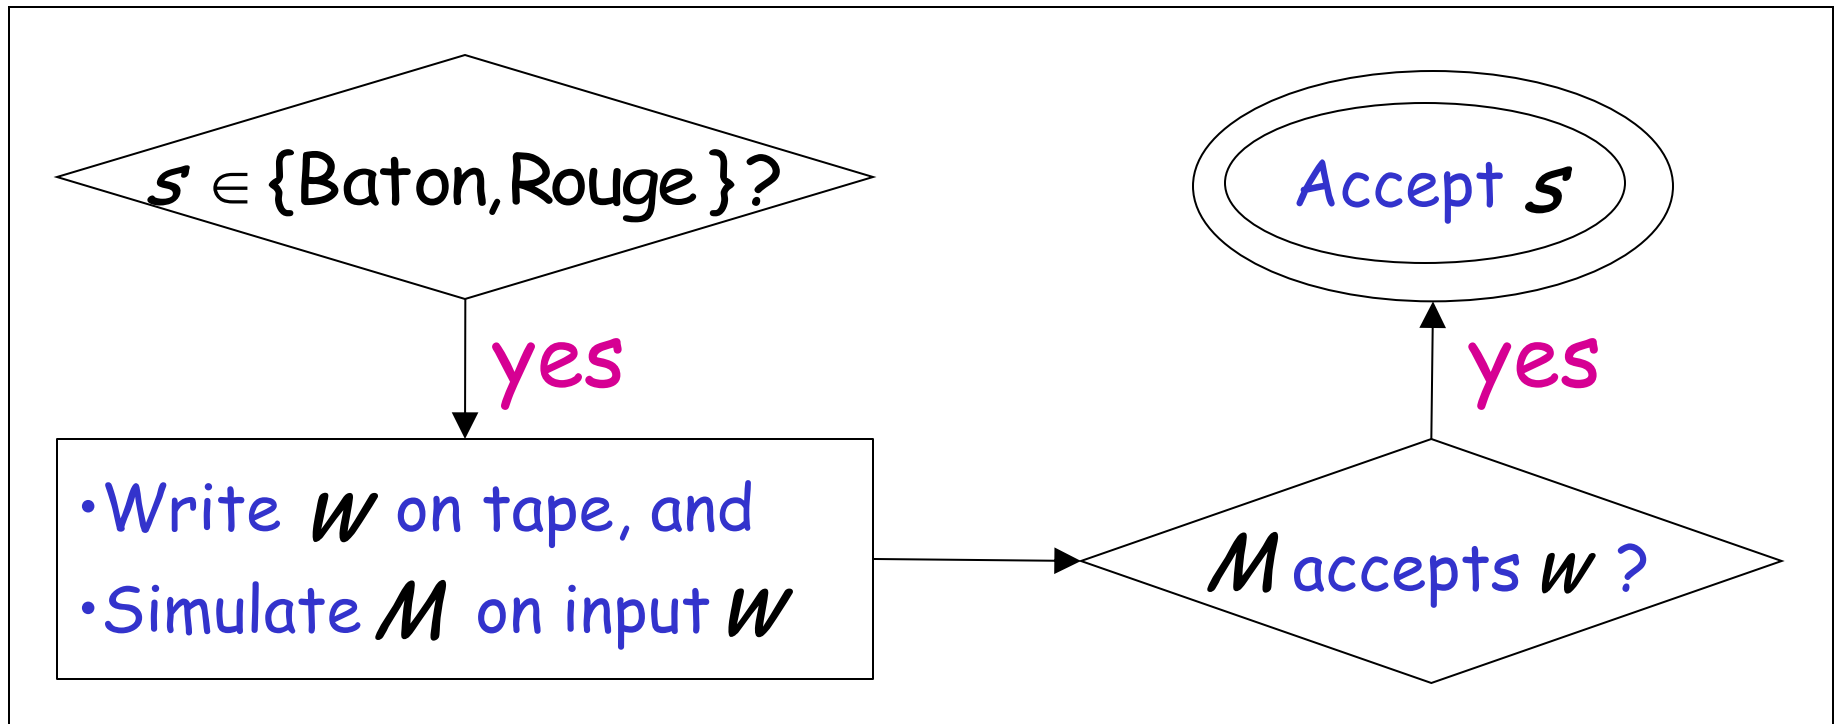 s ∈ {Baton,Rouge }?
yes
• Write w on tape, and
• Simulate M on input w
M accepts w ?
yes
Accept s